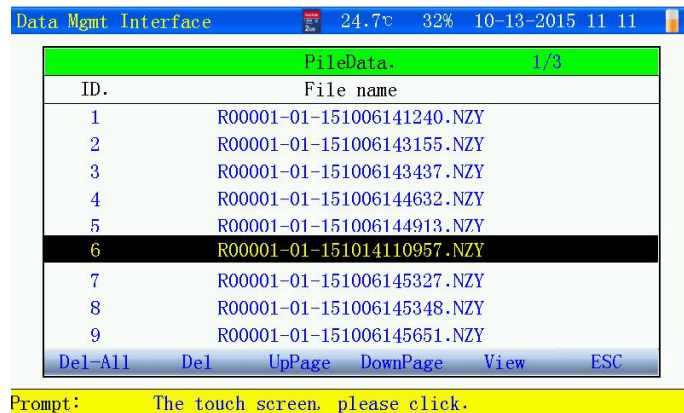 Data Mgmt Interface 24.7℃ 32% 10-13-2015 11 11
PileData. 1/3
ID. File name
1 R00001-01-151006141240.NZY
2 R00001-01-151006143155.NZY
3 R00001-01-151006143437.NZY
4 R00001-01-151006144632.NZY
5 R00001-01-151006144913.NZY
6 R00001-01-151014110957.NZY
7 R00001-01-151006145327.NZY
8 R00001-01-151006145348.NZY
9 R00001-01-151006145651.NZY
Del-All Del UpPage DownPage View ESC
Prompt: The touch screen, please click.